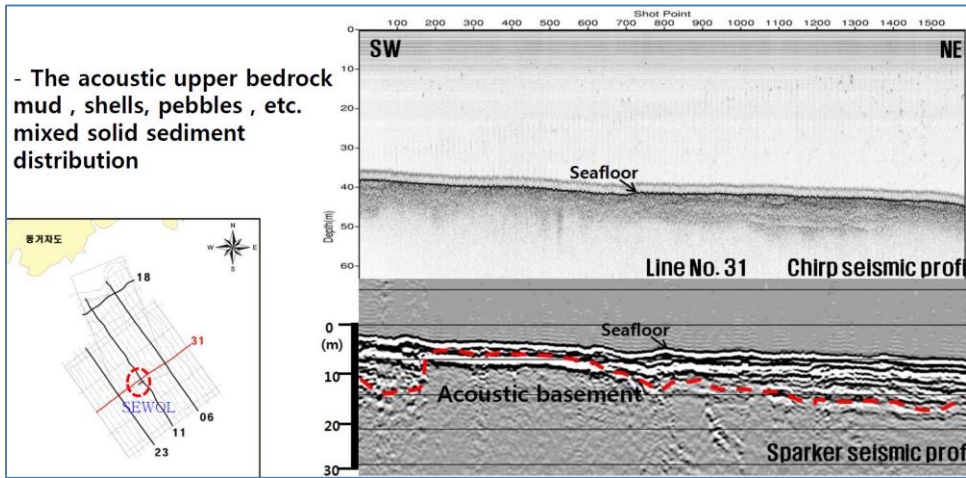 - The acoustic upper bedrock
mud , shells, pebbles , etc.
mixed solid sediment
distribution
동거차도
N
W
E
S
18
31
SEWOL
06
11
23
Shot Point
100 200 300 400 500 600 700 800 900 1000 1100 1200 1300 1400 1500
SW
NE
0
10
20
30
40
50
60
Depth(m)
Seafloor
Line No. 31
Chirp seismic profi
0
(m)
10
20
30
Seafloor
Acoustic basement
Sparker seismic profi